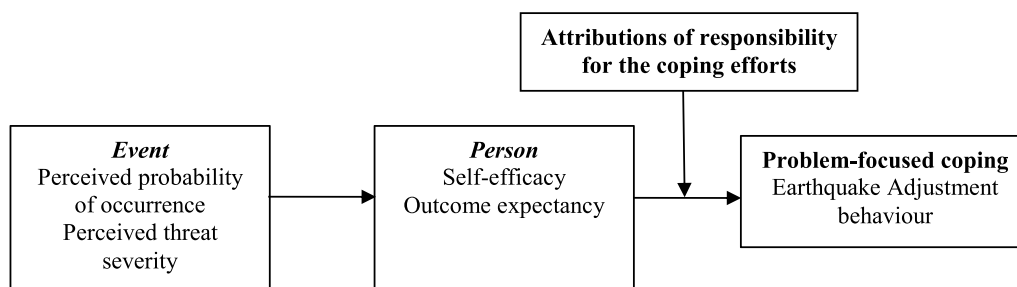 Attributions of responsibility
for the coping efforts
Event
Perceived probability
of occurrence
Perceived threat
severity
Person
Self-efficacy
Outcome expectancy
Problem-focused coping
Earthquake Adjustment
behaviour